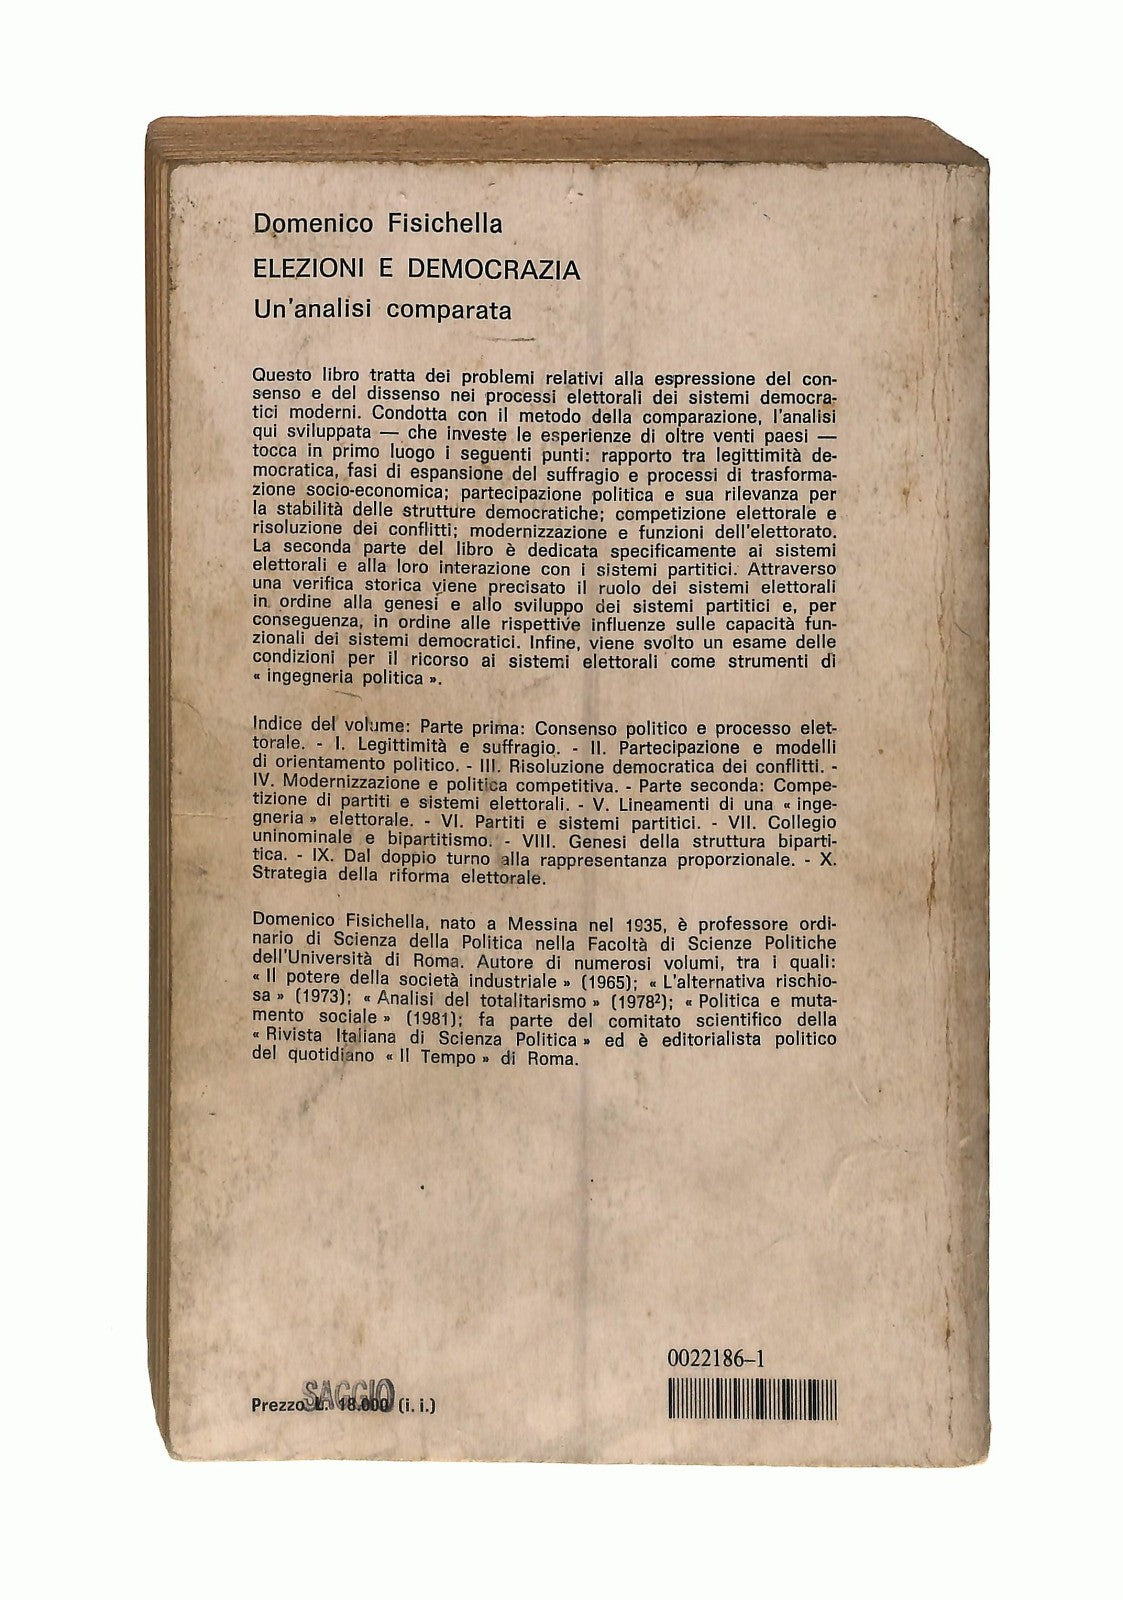 Domenico Fisichella
ELEZIONI E DEMOCRAZIA
Un'analisi comparata
Questo libro tratta dei problemi relativi alla espressione del con-
senso e del dissenso nei processi elettorali dei sistemi democra-
tici moderni. Condotta con il metodo della comparazione, l'analisi
qui sviluppata — che investe le esperienze di oltre venti paesi —
tocca in primo luogo i seguenti punti: rapporto tra legittimità de-
mocratica, fasi di espansione del suffragio e processi di trasforma-
zione socio-economica; partecipazione politica e sua rilevanza per
la stabilità delle strutture democratiche; competizione elettorale e
risoluzione dei conflitti; modernizzazione e funzioni dell'elettorato.
La seconda parte del libro è dedicata specificamente ai sistemi
elettorali e alla loro interazione con i sistemi partitici. Attraverso
una verifica storica viene precisato il ruolo dei sistemi elettorali
in ordine alla genesi e allo sviluppo dei sistemi partitici e, per
conseguenza, in ordine alle rispettive influenze sulle capacità fun-
zionali dei sistemi democratici. Infine, viene svolto un esame delle
condizioni per il ricorso ai sistemi elettorali come strumenti di
« ingegneria politica ».
Indice del volume: Parte prima: Consenso politico e processo elet-
torale. - I. Legittimità e suffragio. - II. Partecipazione e modelli
di orientamento politico. - III. Risoluzione democratica dei conflitti. -
IV. Modernizzazione e politica competitiva. - Parte seconda: Compe-
tizione di partiti e sistemi elettorali. - V. Lineamenti di una « inge-
gneria » elettorale. - VI. Partiti e sistemi partitici. - VII. Collegio
uninominale e bipartitismo. - VIII. Genesi della struttura biparti-
tica. - IX. Dal doppio turno alla rappresentanza proporzionale. - X.
Strategia della riforma elettorale.
Domenico Fisichella, nato a Messina nel 1935, è professore ordi-
nario di Scienza della Politica nella Facoltà di Scienze Politiche
dell'Università di Roma. Autore di numerosi volumi, tra i quali:
« Il potere della società industriale » (1965); « L'alternativa rischio-
sa » (1973); « Analisi del totalitarismo » (1978²); « Politica e muta-
mento sociale » (1981); fa parte del comitato scientifico della
« Rivista Italiana di Scienza Politica » ed è editorialista politico
del quotidiano « Il Tempo » di Roma.
0022186–1
SAGGIO
Prezzo L. 18.000 (i. i.)